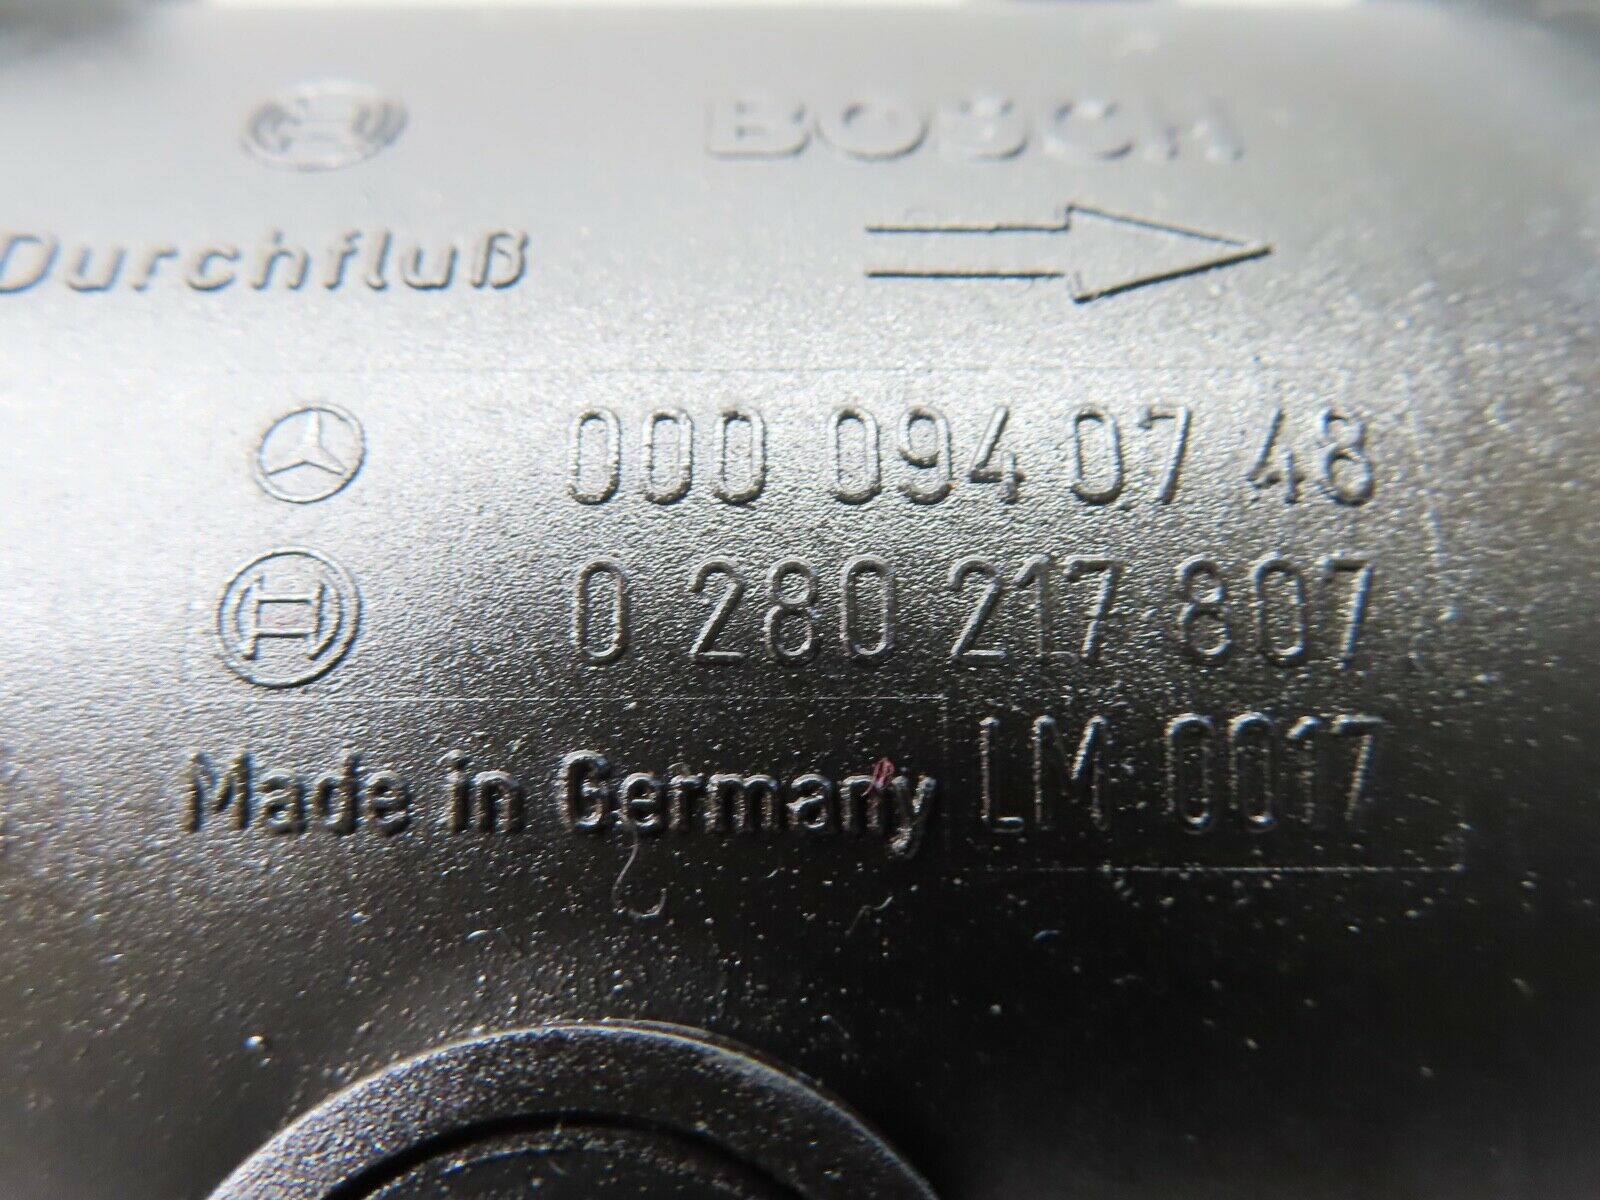 BOSCH
Durchfluß
000 094 07 48
0 280 217 807
Made in Germany LM 0017